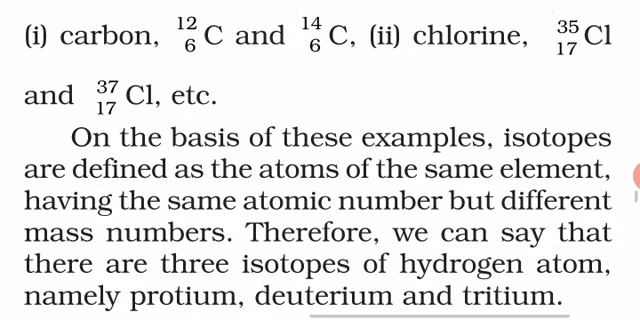 (i) carbon, ¹²₆C and ¹⁴₆C, (ii) chlorine, ³⁵₁₇Cl
and ³⁷₁₇Cl, etc.
On the basis of these examples, isotopes
are defined as the atoms of the same element,
having the same atomic number but different
mass numbers. Therefore, we can say that
there are three isotopes of hydrogen atom,
namely protium, deuterium and tritium.